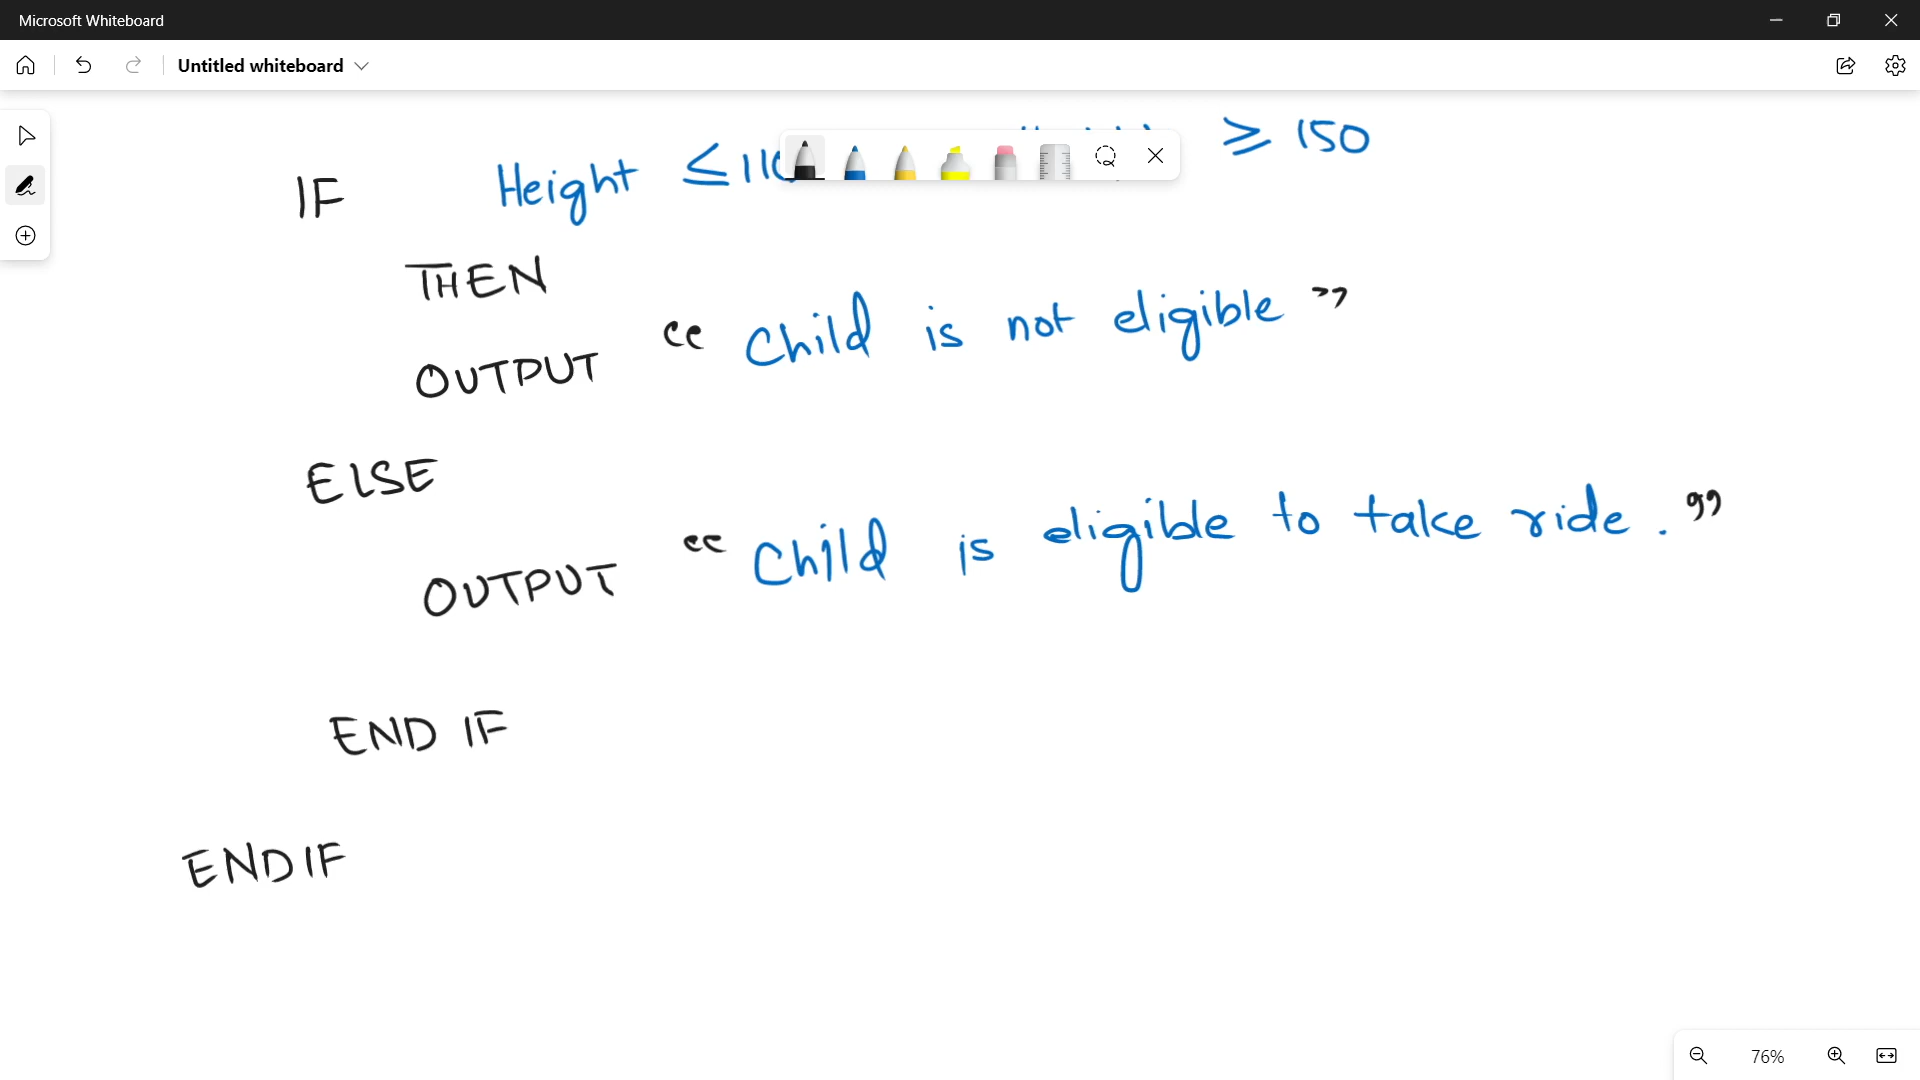 Microsoft Whiteboard
Untitled whiteboard
IF Height ≤ 110 ≥ 150
THEN
OUTPUT “ Child is not eligible ”
ELSE
OUTPUT “ Child is eligible to take ride . ”
END IF
ENDIF
76%